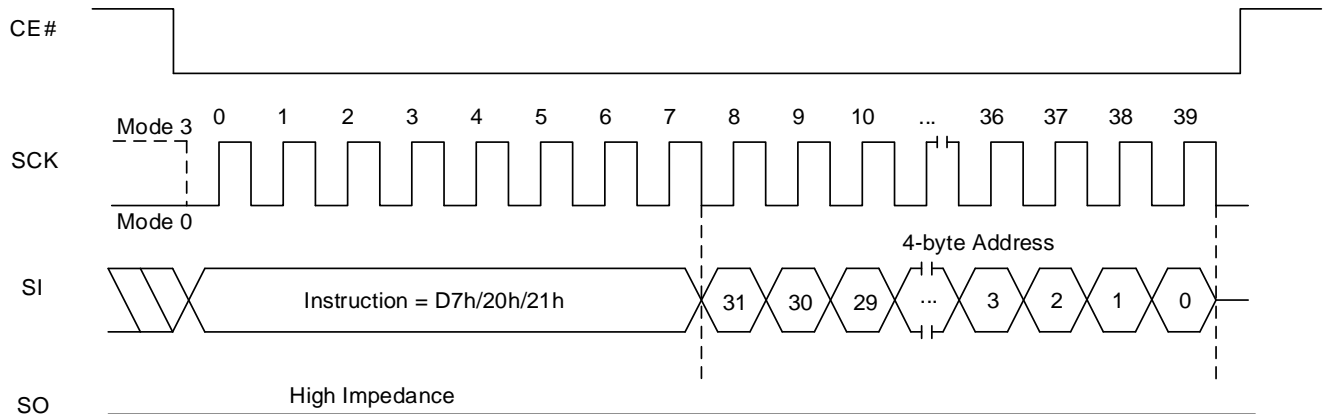 CE#
0 1 2 3 4 5 6 7 8 9 10 ... 36 37 38 39
Mode 3
SCK
Mode 0
4-byte Address
SI
Instruction = D7h/20h/21h 31 30 29 ... 3 2 1 0
High Impedance
SO